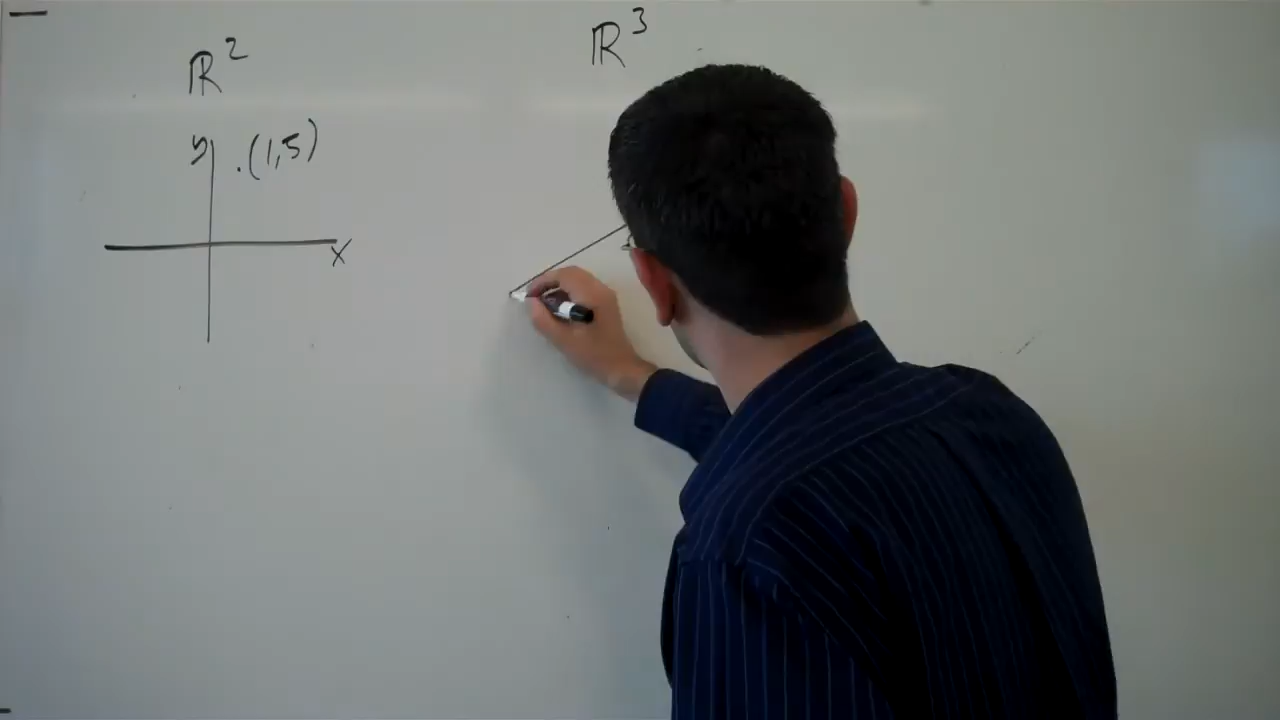 ℝ²
ℝ³
y
.(1,5)
x